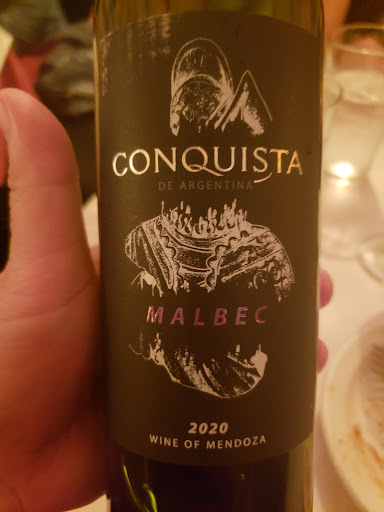 CONQUISTA
DE ARGENTINA
MALBEC
2020
WINE OF MENDOZA